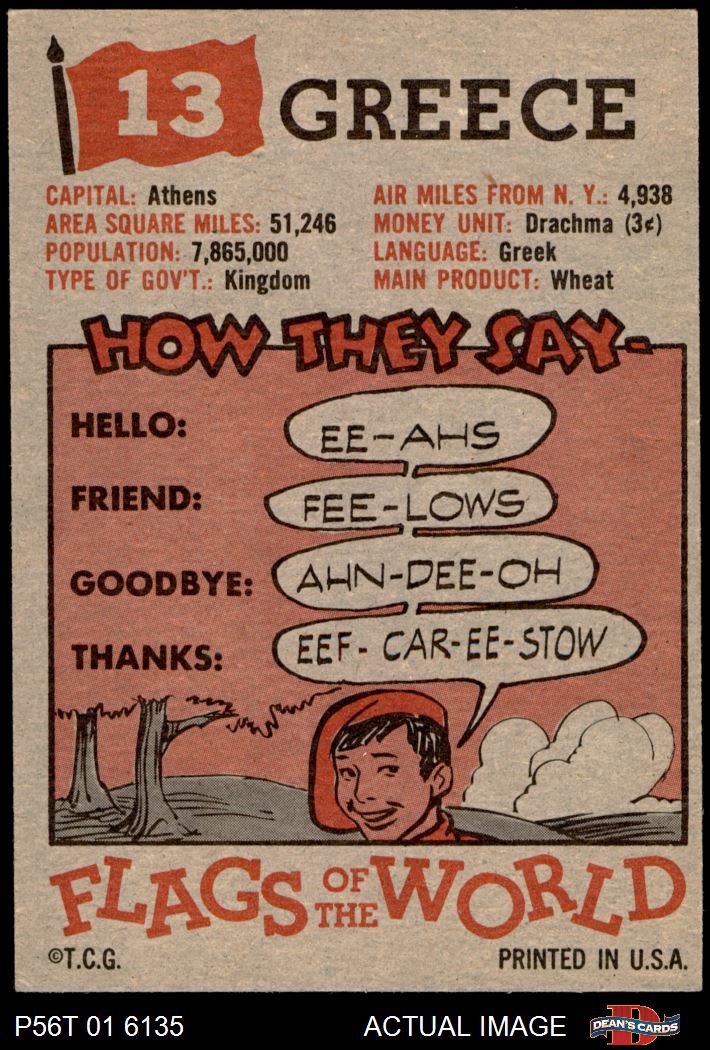 13 GREECE
CAPITAL: Athens
AREA SQUARE MILES: 51,246
POPULATION: 7,865,000
TYPE OF GOV'T.: Kingdom
AIR MILES FROM N. Y.: 4,938
MONEY UNIT: Drachma (3¢)
LANGUAGE: Greek
MAIN PRODUCT: Wheat
HOW THEY SAY-
HELLO: EE-AHS
FRIEND: FEE-LOWS
GOODBYE: AHN-DEE-OH
THANKS: EEF-CAR-EE-STOW
FLAGS OF THE WORLD
©T.C.G. PRINTED IN U.S.A.
P56T 01 6135 ACTUAL IMAGE D DEAN'S CARDS